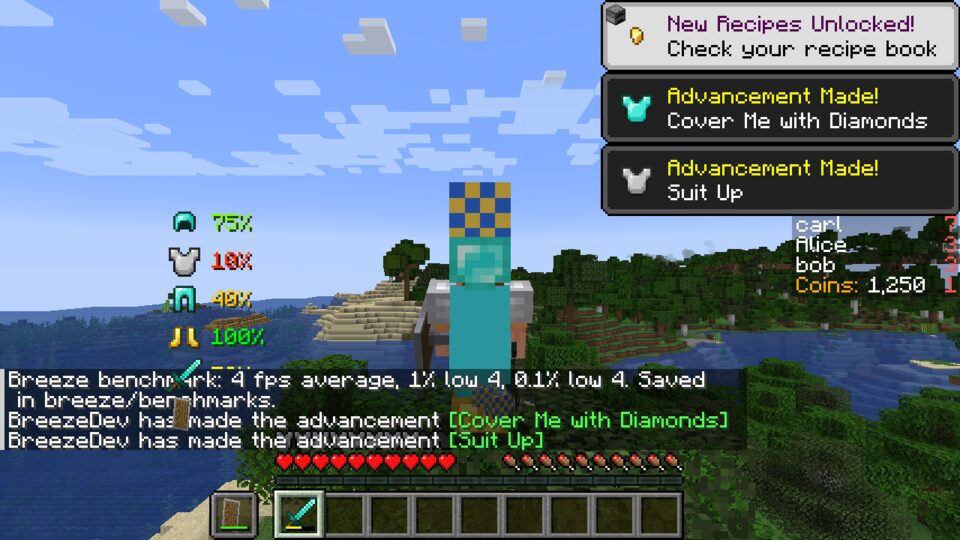 New Recipes Unlocked!
Check your recipe book
Advancement Made!
Cover Me with Diamonds
Advancement Made!
Suit Up
75%
10%
40%
100%
carl
Alice
bob
Coins: 1,250
Breeze benchmark: 4 fps average, 1% low 4, 0.1% low 4. Saved
in breeze/benchmarks.
BreezeDev has made the advancement [Cover Me with Diamonds]
BreezeDev has made the advancement [Suit Up]